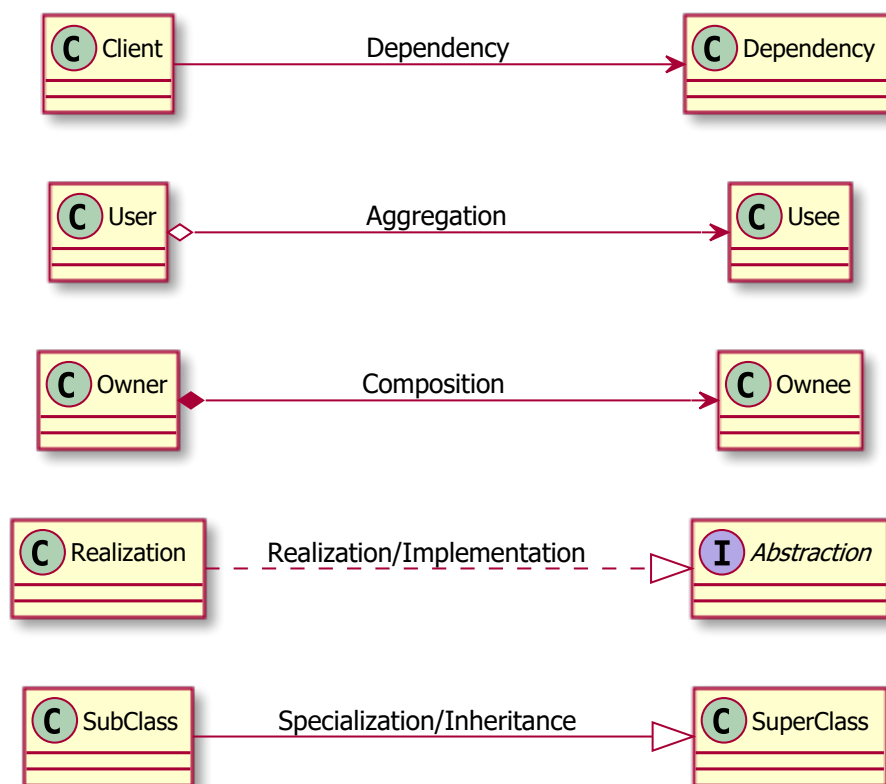 C Client Dependency C Dependency
C User Aggregation C Usee
C Owner Composition C Ownee
C Realization Realization/Implementation I Abstraction
C SubClass Specialization/Inheritance C SuperClass